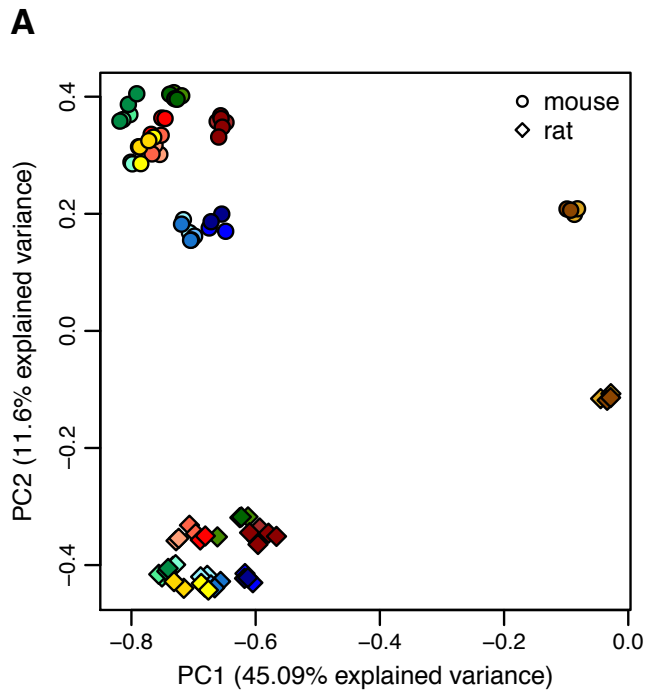 A
mouse
rat
PC2 (11.6% explained variance)
0.4
0.2
0.0
−0.2
−0.4
−0.8
−0.6
−0.4
−0.2
0.0
PC1 (45.09% explained variance)